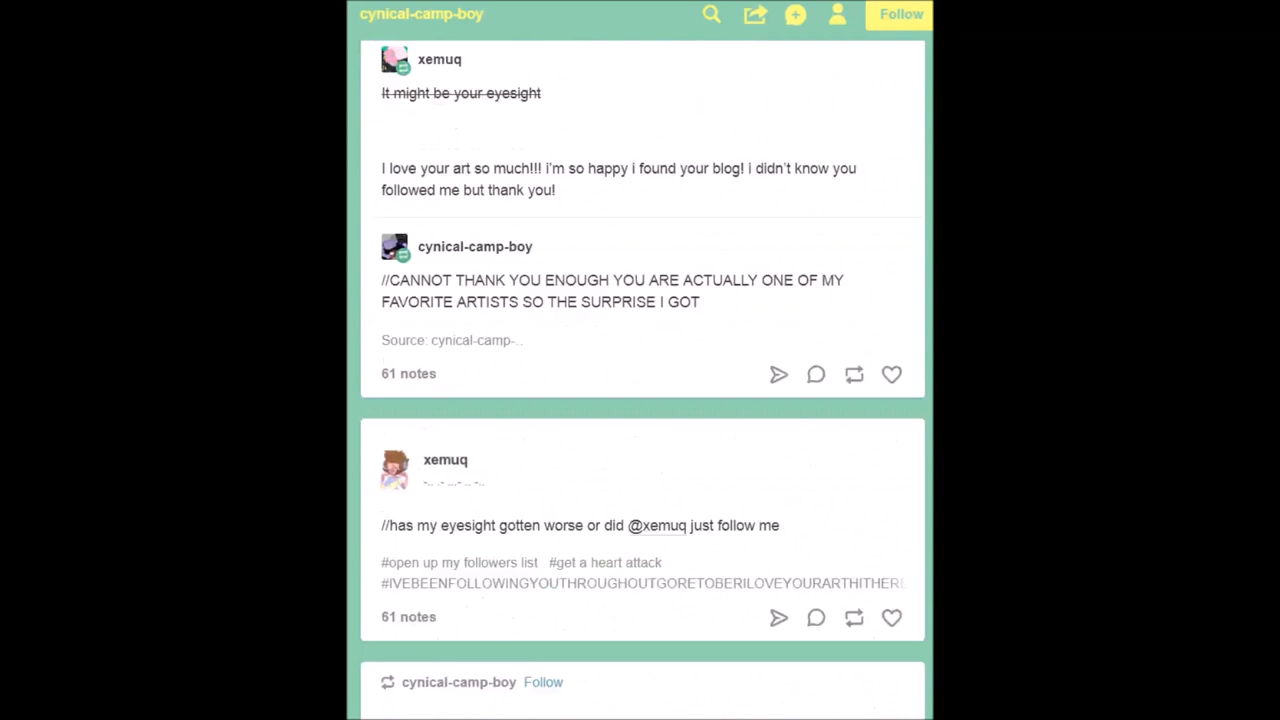 cynical-camp-boy
Follow
xemuq
It might be your eyesight
I love your art so much!!! i'm so happy i found your blog! i didn't know you
followed me but thank you!
cynical-camp-boy
//CANNOT THANK YOU ENOUGH YOU ARE ACTUALLY ONE OF MY
FAVORITE ARTISTS SO THE SURPRISE I GOT
Source: cynical-camp-..
61 notes
xemuq
-.. .- ...- .. -..
//has my eyesight gotten worse or did @xemuq just follow me
#open up my followers list #get a heart attack
#IVEBEENFOLLOWINGYOUTHROUGHOUTGORETOBERILOVEYOURARTHITHERE
61 notes
cynical-camp-boy Follow